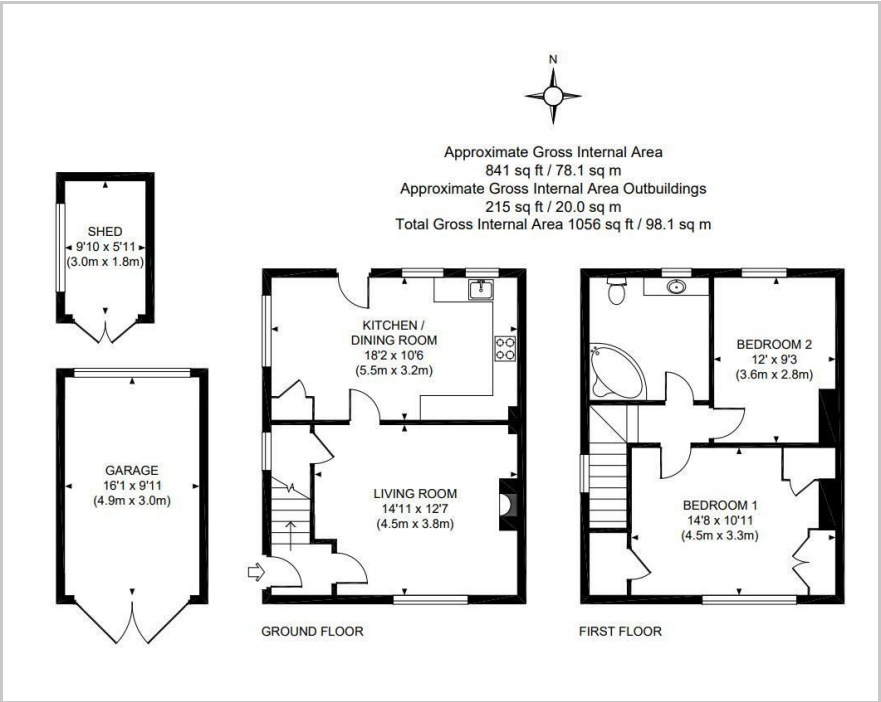 N
Approximate Gross Internal Area
841 sq ft / 78.1 sq m
Approximate Gross Internal Area Outbuildings
215 sq ft / 20.0 sq m
Total Gross Internal Area 1056 sq ft / 98.1 sq m
SHED
9'10 x 5'11
(3.0m x 1.8m)
GARAGE
16'1 x 9'11
(4.9m x 3.0m)
KITCHEN /
DINING ROOM
18'2 x 10'6
(5.5m x 3.2m)
LIVING ROOM
14'11 x 12'7
(4.5m x 3.8m)
GROUND FLOOR
BEDROOM 2
12' x 9'3
(3.6m x 2.8m)
BEDROOM 1
14'8 x 10'11
(4.5m x 3.3m)
FIRST FLOOR